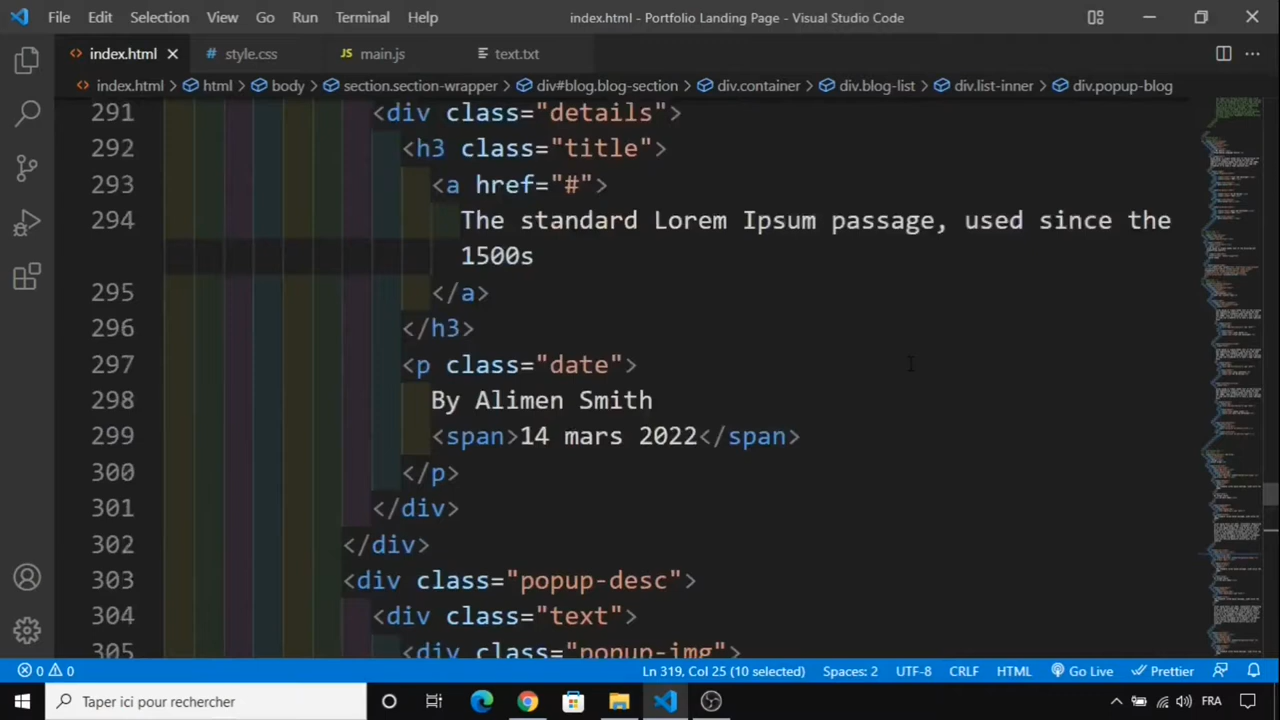 File Edit Selection View Go Run Terminal Help index.html - Portfolio Landing Page - Visual Studio Code
<> index.html # style.css JS main.js text.txt
<> index.html > html > body > section.section-wrapper > div#blog.blog-section > div.container > div.blog-list > div.list-inner > div.popup-blog
291 <div class="details">
292 <h3 class="title">
293 <a href="#">
294 The standard Lorem Ipsum passage, used since the
1500s
295 </a>
296 </h3>
297 <p class="date">
298 By Alimen Smith
299 <span>14 mars 2022</span>
300 </p>
301 </div>
302 </div>
303 <div class="popup-desc">
304 <div class="text">
305 <div class="popup-img">
0 0 Ln 319, Col 25 (10 selected) Spaces: 2 UTF-8 CRLF HTML Go Live Prettier
Taper ici pour rechercher FRA